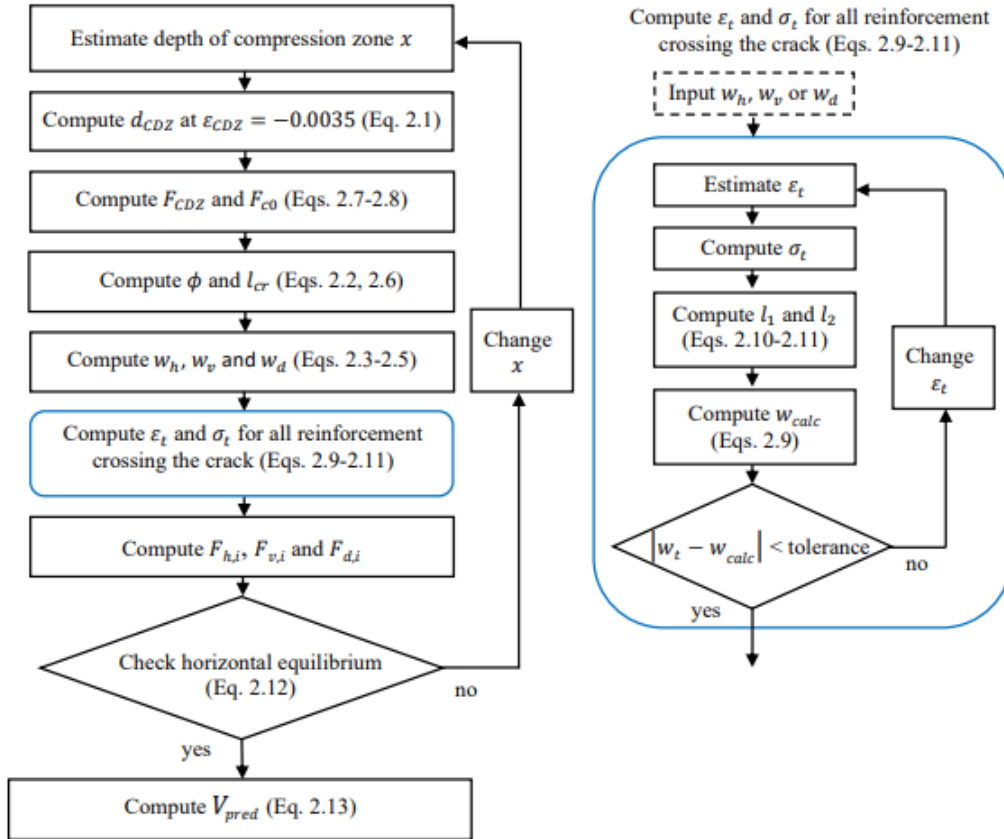 Estimate depth of compression zone x
Compute d_CDZ at ε_CDZ = −0.0035 (Eq. 2.1)
Compute F_CDZ and F_c0 (Eqs. 2.7-2.8)
Compute ϕ and l_cr (Eqs. 2.2, 2.6)
Compute w_h, w_v and w_d (Eqs. 2.3-2.5)
Compute ε_t and σ_t for all reinforcement
crossing the crack (Eqs. 2.9-2.11)
Compute F_h,i, F_v,i and F_d,i
Check horizontal equilibrium
(Eq. 2.12)
no
yes
Compute V_pred (Eq. 2.13)
Change
x
Compute ε_t and σ_t for all reinforcement
crossing the crack (Eqs. 2.9-2.11)
Input w_h, w_v or w_d
Estimate ε_t
Compute σ_t
Compute l_1 and l_2
(Eqs. 2.10-2.11)
Compute w_calc
(Eq. 2.9)
|w_t − w_calc| < tolerance
no
yes
Change
ε_t